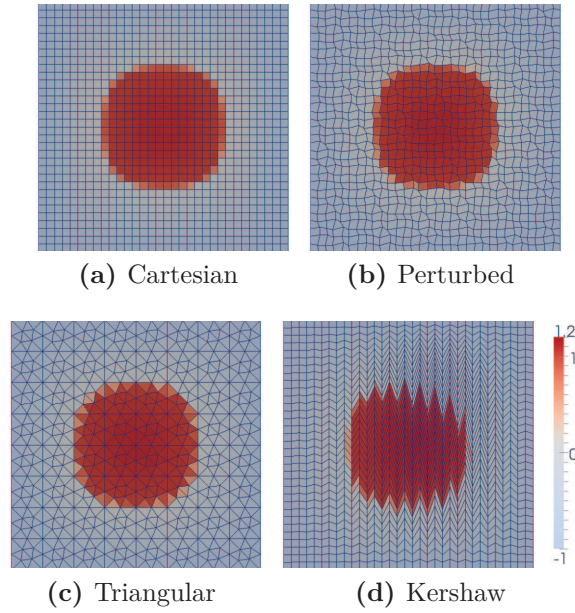 (a) Cartesian
(b) Perturbed
1.2
1
0
-1
(c) Triangular
(d) Kershaw